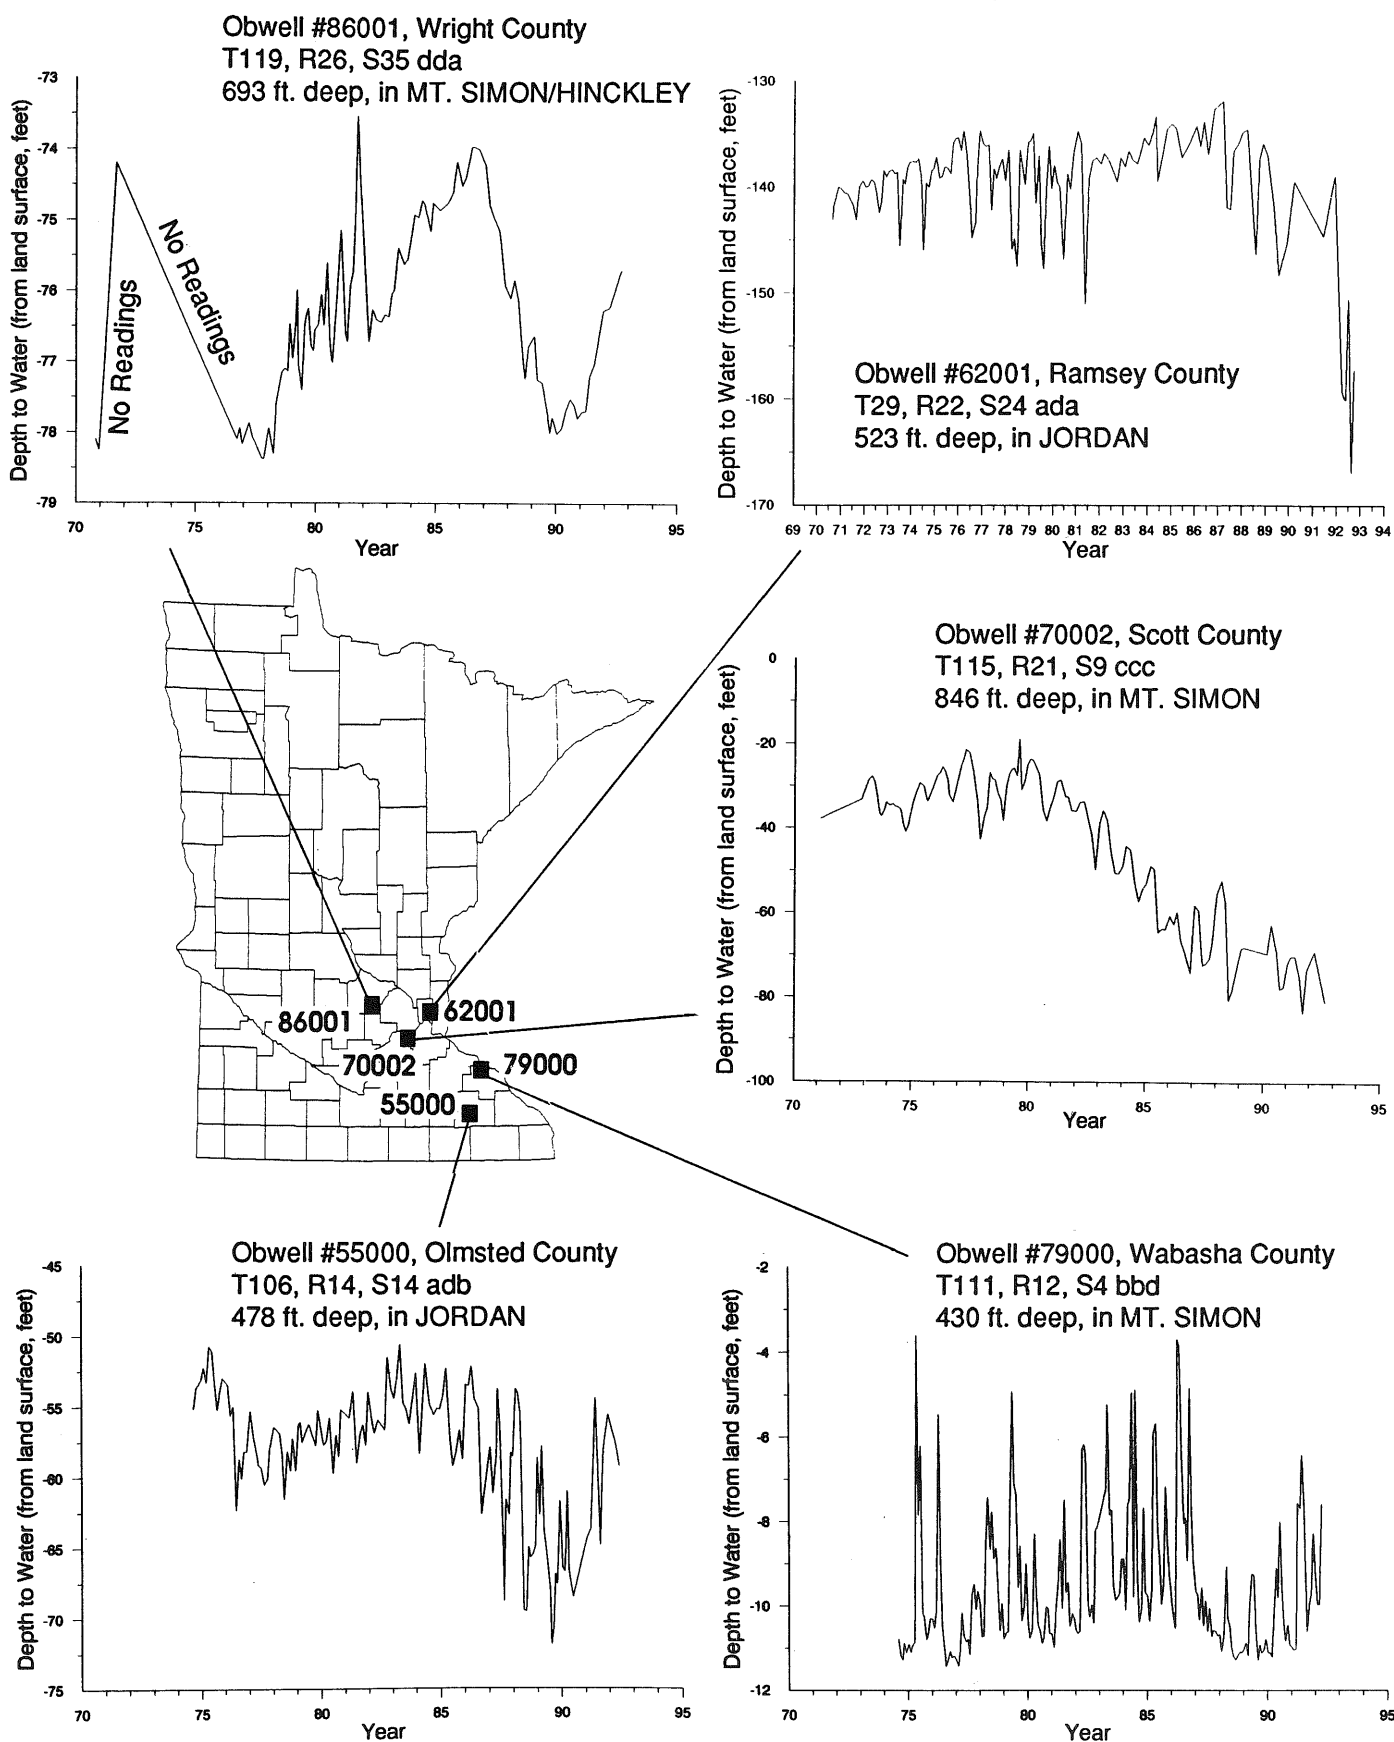 Obwell #86001, Wright County
T119, R26, S35 dda
693 ft. deep, in MT. SIMON/HINCKLEY
Depth to Water (from land surface, feet)
-73
-74
-75
-76
-77
-78
-79
No Readings
No Readings
70 75 80 85 90 95
Year
Depth to Water (from land surface, feet)
-130
-140
-150
-160
-170
Obwell #62001, Ramsey County
T29, R22, S24 ada
523 ft. deep, in JORDAN
69 70 71 72 73 74 75 76 77 78 79 80 81 82 83 84 85 86 87 88 89 90 91 92 93 94
Year
86001
62001
70002
79000
55000
Obwell #70002, Scott County
T115, R21, S9 ccc
846 ft. deep, in MT. SIMON
Depth to Water (from land surface, feet)
0
-20
-40
-60
-80
-100
70 75 80 85 90 95
Year
Obwell #55000, Olmsted County
T106, R14, S14 adb
478 ft. deep, in JORDAN
Depth to Water (from land surface, feet)
-45
-50
-55
-60
-65
-70
-75
70 75 80 85 90 95
Year
Obwell #79000, Wabasha County
T111, R12, S4 bbd
430 ft. deep, in MT. SIMON
Depth to Water (from land surface, feet)
-2
-4
-6
-8
-10
-12
70 75 80 85 90 95
Year